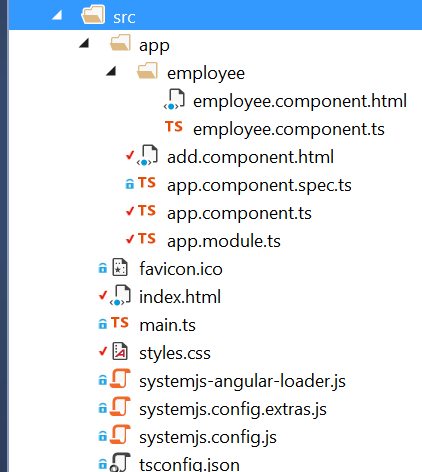 src
app
employee
employee.component.html
TS employee.component.ts
add.component.html
TS app.component.spec.ts
TS app.component.ts
TS app.module.ts
favicon.ico
index.html
TS main.ts
styles.css
systemjs-angular-loader.js
systemjs.config.extras.js
systemjs.config.js
tsconfig.json